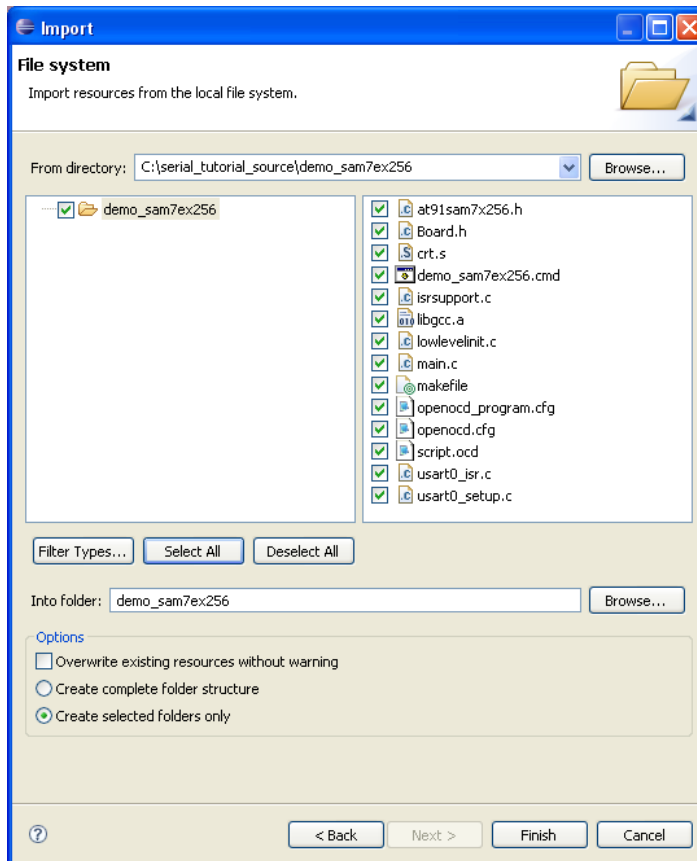 Import
File system
Import resources from the local file system.
From directory: C:\serial_tutorial_source\demo_sam7ex256 Browse...
demo_sam7ex256
at91sam7x256.h
Board.h
crt.s
demo_sam7ex256.cmd
isrsupport.c
libgcc.a
lowlevelinit.c
main.c
makefile
openocd_program.cfg
openocd.cfg
script.ocd
usart0_isr.c
usart0_setup.c
Filter Types... Select All Deselect All
Into folder: demo_sam7ex256 Browse...
Options
Overwrite existing resources without warning
Create complete folder structure
Create selected folders only
? < Back Next > Finish Cancel